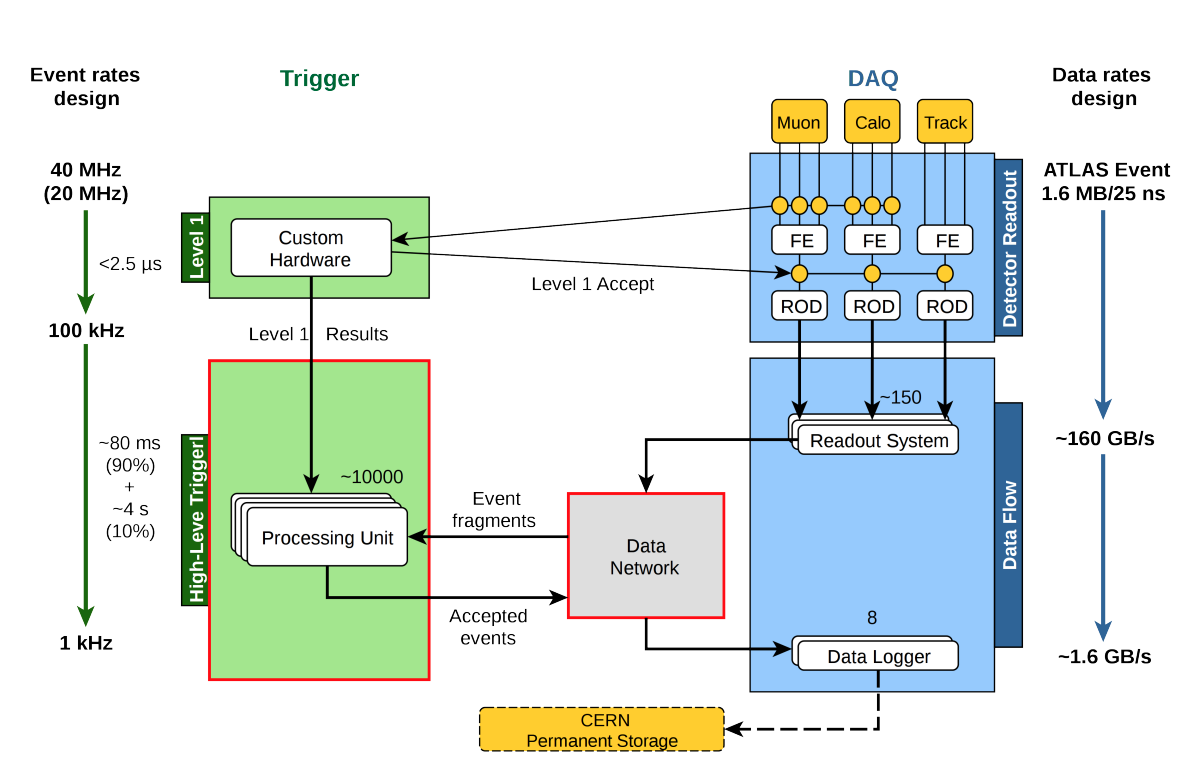 Event rates
design
Trigger
DAQ
Data rates
design
Muon
Calo
Track
40 MHz
(20 MHz)
ATLAS Event
1.6 MB/25 ns
Level 1
Custom
Hardware
FE
FE
FE
Detector Readout
<2.5 µs
Level 1 Accept
ROD
ROD
ROD
100 kHz
Level 1 Results
~150
Readout System
~160 GB/s
~80 ms
(90%)
+
~4 s
(10%)
High-Leve Triggerl
~10000
Processing Unit
Event
fragments
Data
Network
Data Flow
Accepted
events
8
1 kHz
Data Logger
~1.6 GB/s
CERN
Permanent Storage